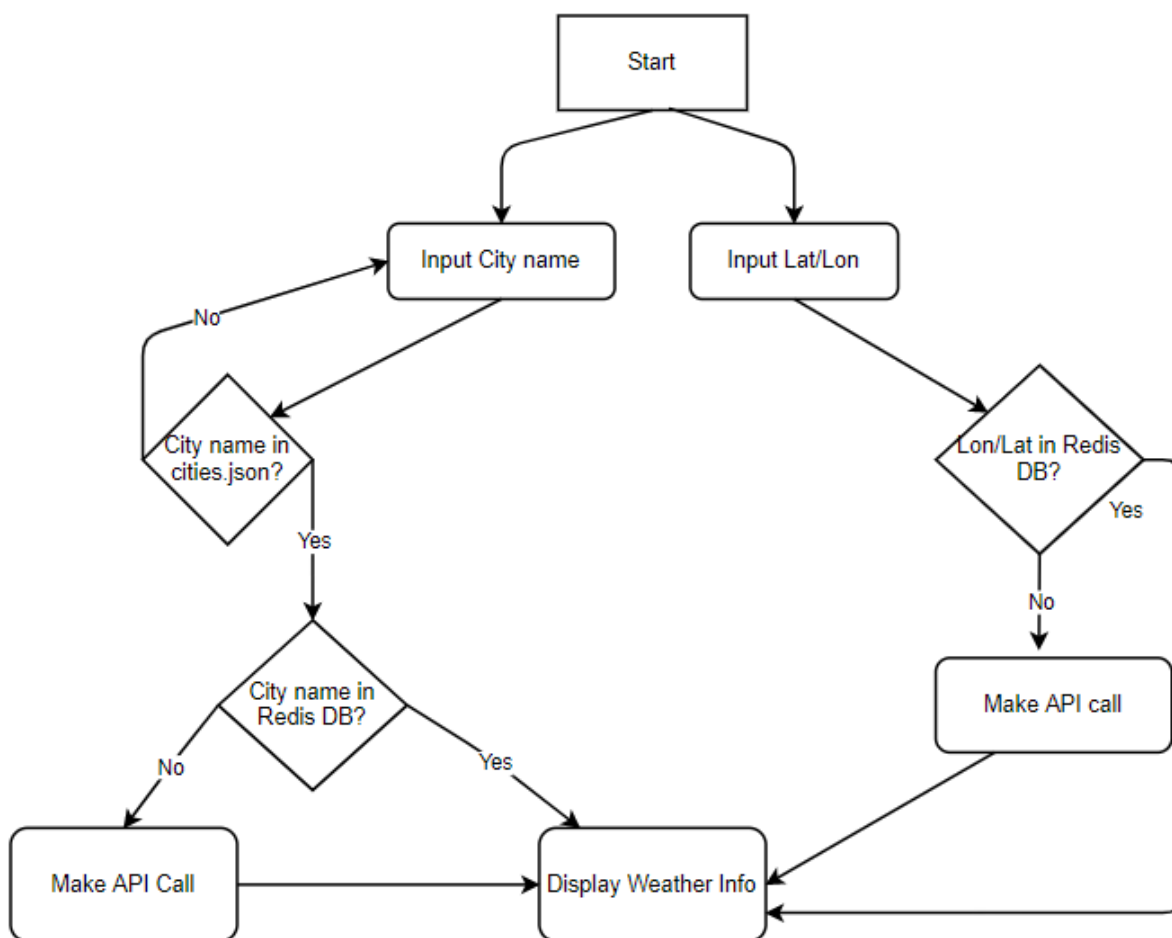 Start
Input City name
Input Lat/Lon
No
City name in
cities.json?
Lon/Lat in Redis
DB?
Yes
Yes
No
City name in
Redis DB?
Make API call
No
Yes
Make API Call
Display Weather Info